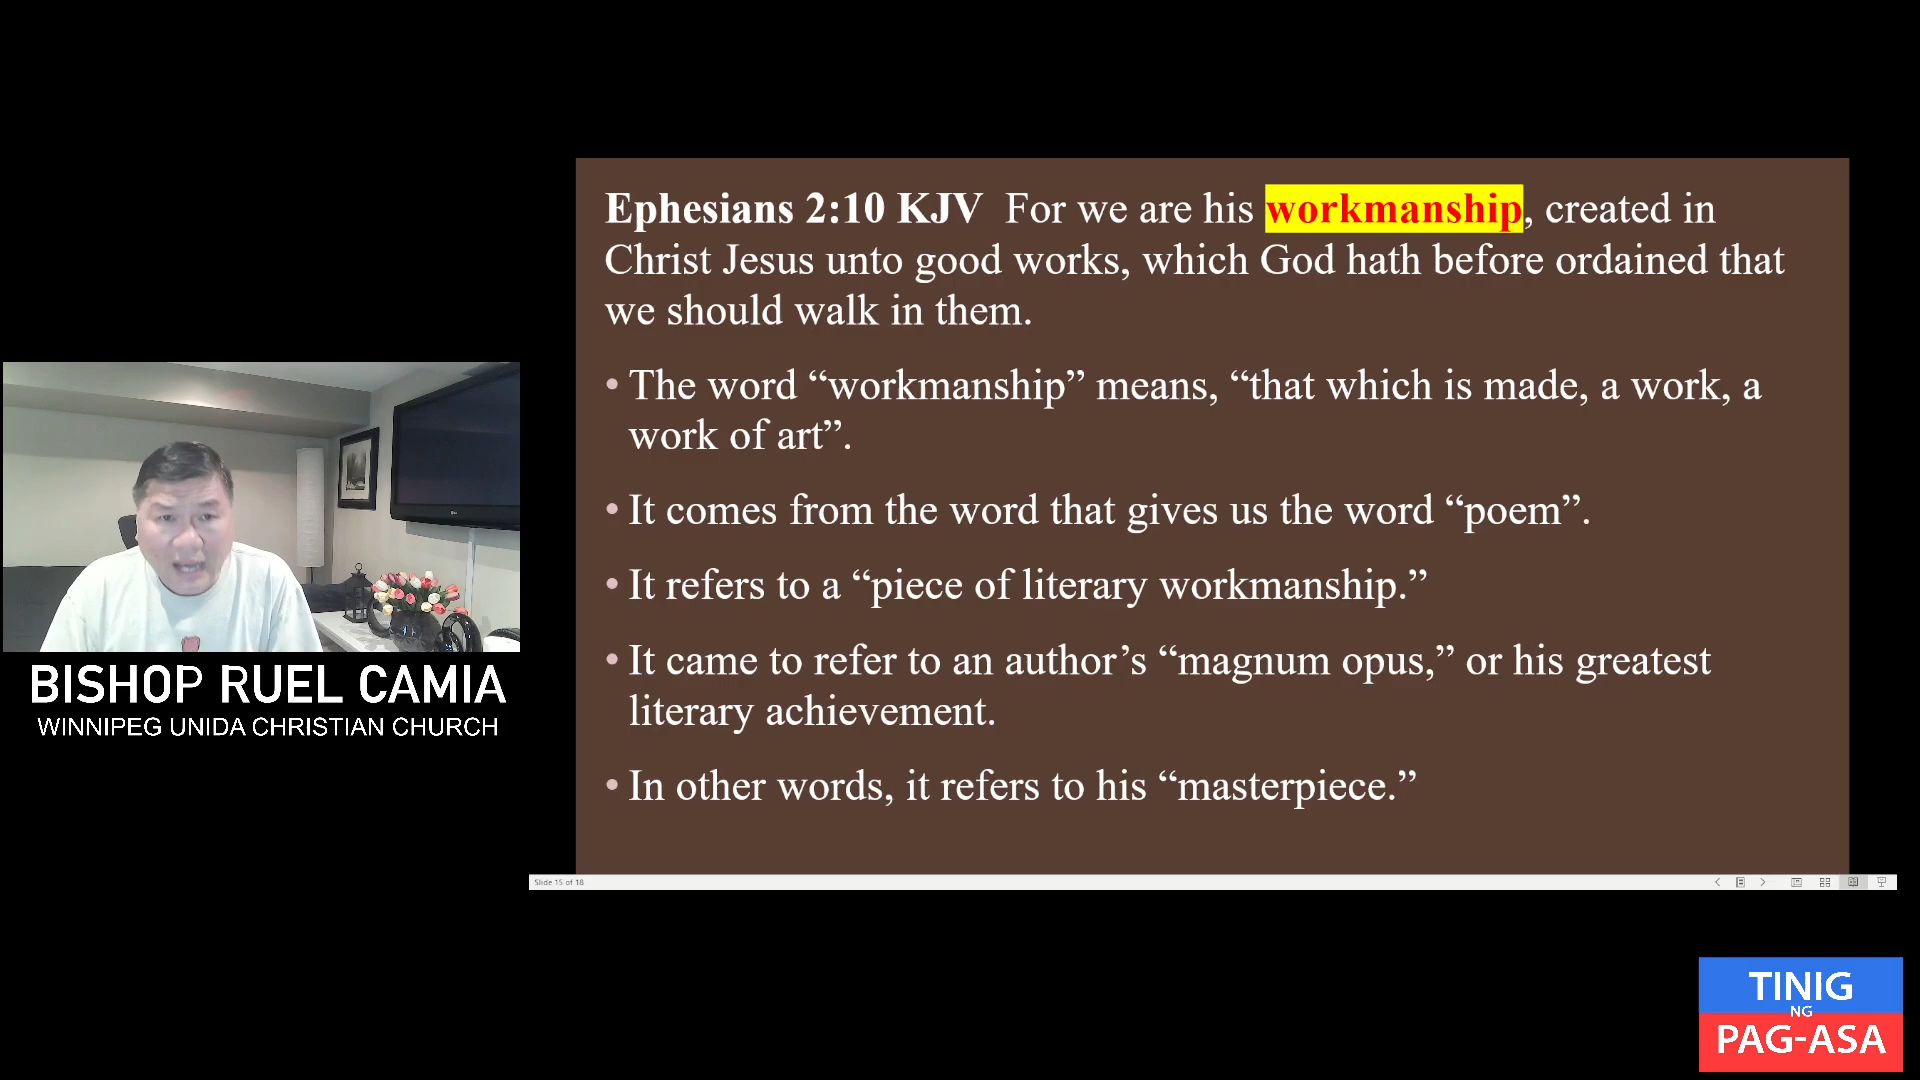 Ephesians 2:10 KJV For we are his workmanship, created in
Christ Jesus unto good works, which God hath before ordained that
we should walk in them.
• The word “workmanship” means, “that which is made, a work, a
work of art”.
• It comes from the word that gives us the word “poem”.
• It refers to a “piece of literary workmanship.”
• It came to refer to an author’s “magnum opus,” or his greatest
literary achievement.
• In other words, it refers to his “masterpiece.”
BISHOP RUEL CAMIA
WINNIPEG UNIDA CHRISTIAN CHURCH
Slide 15 of 18
TINIG
NG
PAG-ASA